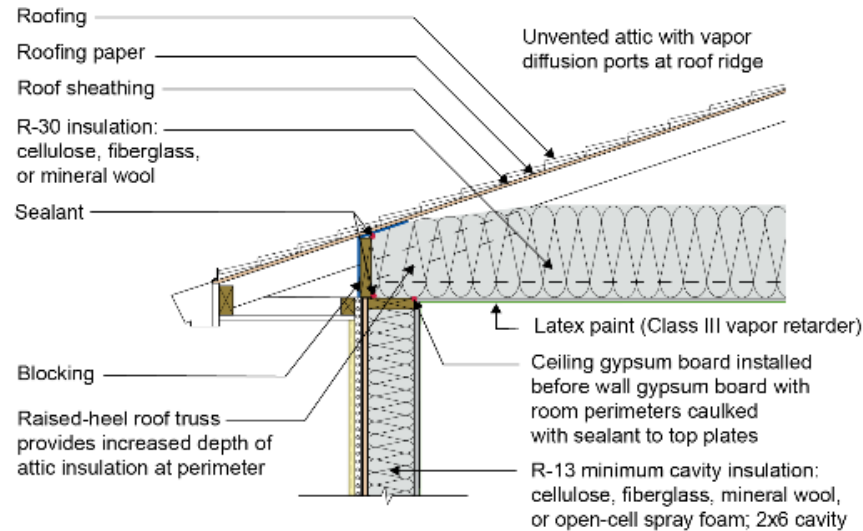 Roofing
Roofing paper
Roof sheathing
R-30 insulation:
cellulose, fiberglass,
or mineral wool
Sealant
Blocking
Raised-heel roof truss
provides increased depth of
attic insulation at perimeter
Unvented attic with vapor
diffusion ports at roof ridge
Latex paint (Class III vapor retarder)
Ceiling gypsum board installed
before wall gypsum board with
room perimeters caulked
with sealant to top plates
R-13 minimum cavity insulation:
cellulose, fiberglass, mineral wool,
or open-cell spray foam; 2x6 cavity